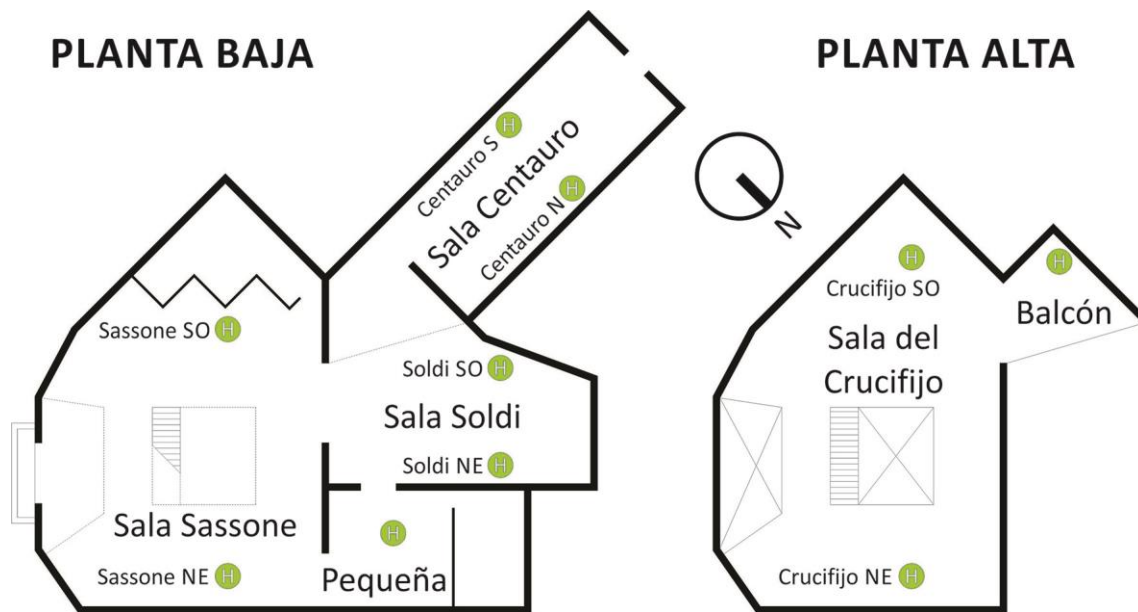 PLANTA BAJA
PLANTA ALTA
Centauro S H
Sala Centauro
Centauro N H
N
Sassone SO H
Soldi SO H
Sala Soldi
Soldi NE H
Sala Sassone
Sassone NE H
H
Pequeña
H
Crucifijo SO
H
Balcón
Sala del
Crucifijo
Crucifijo NE H